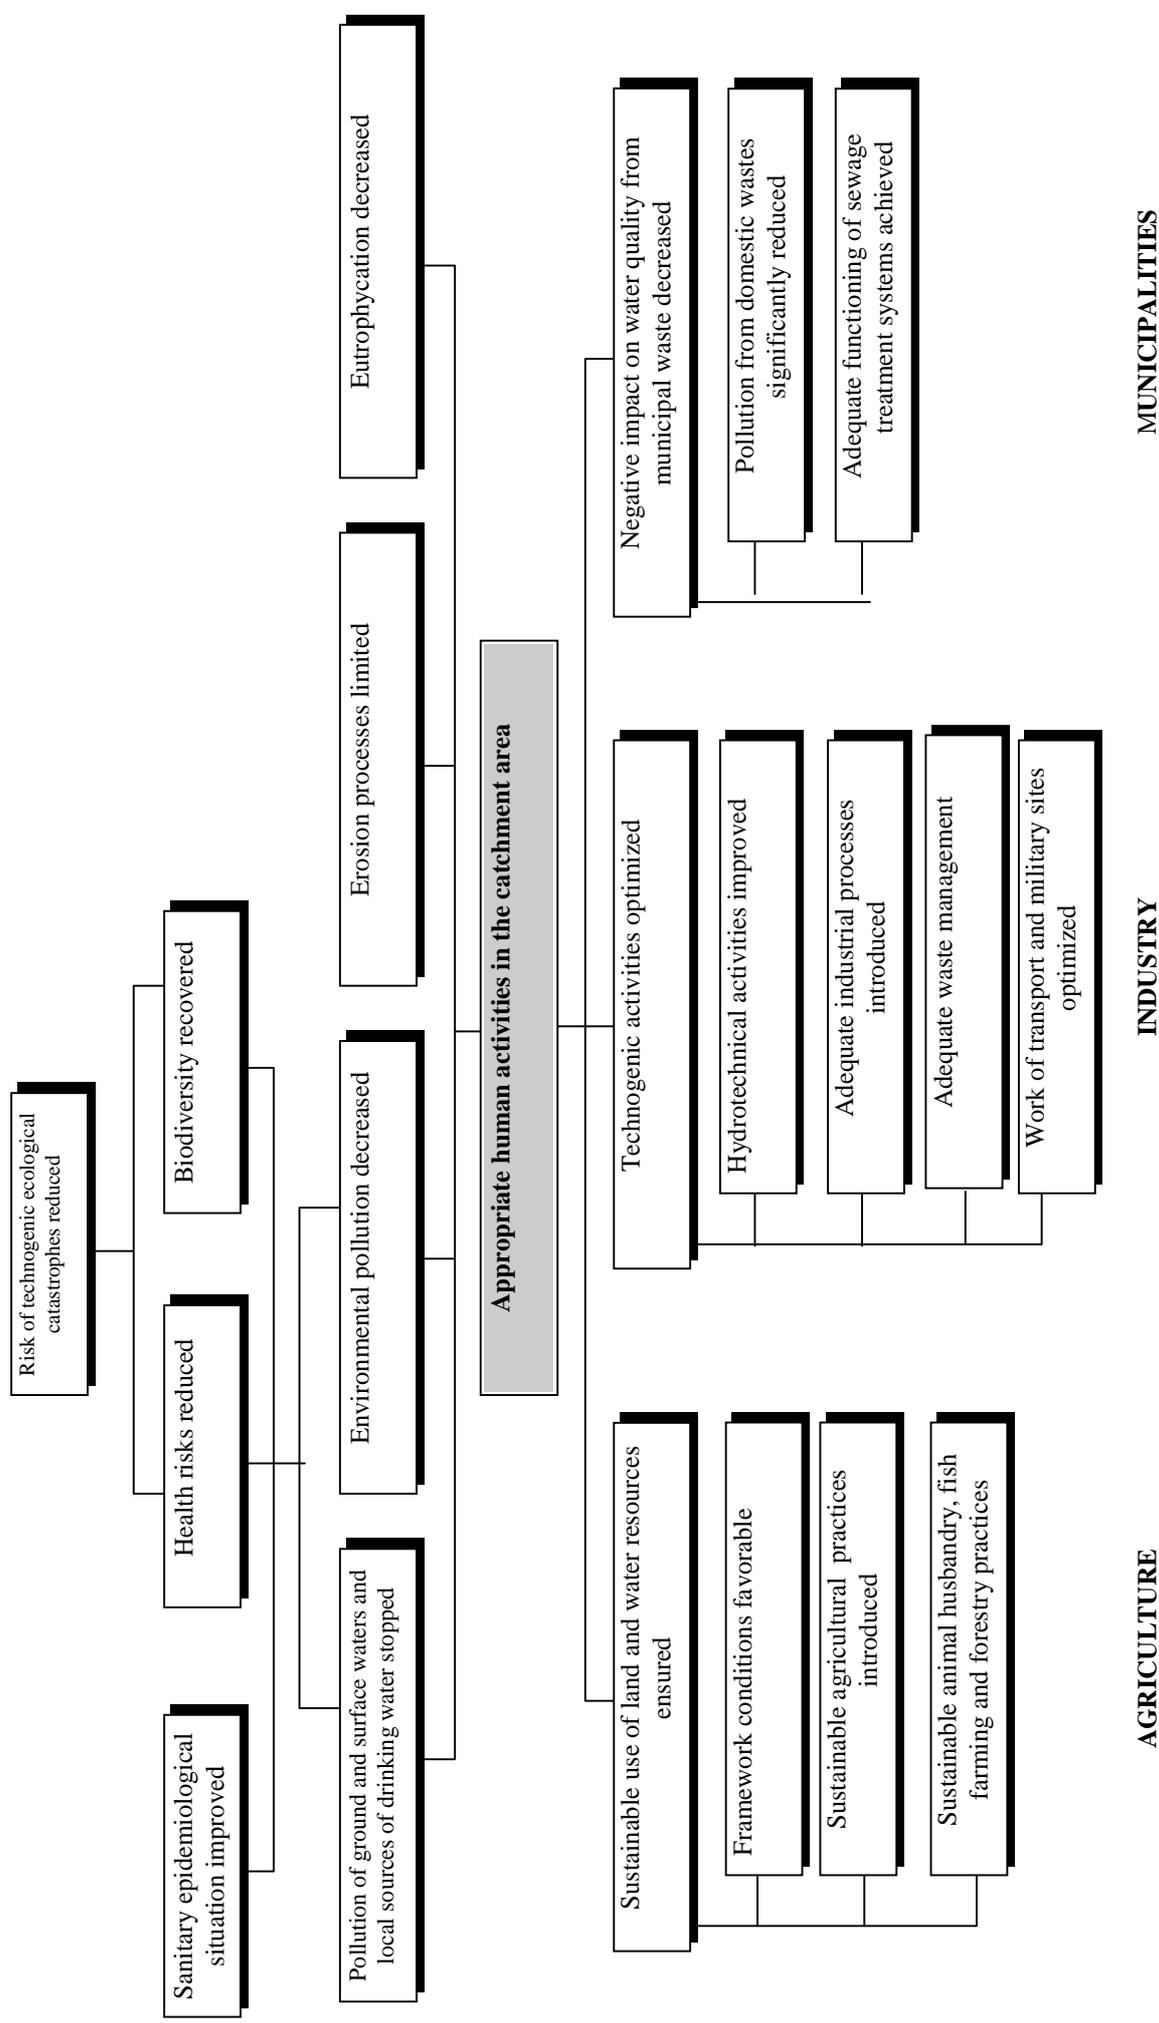 Risk of technogenic ecological
catastrophes reduced
Sanitary epidemiological
situation improved
Health risks reduced
Biodiversity recovered
Pollution of ground and surface waters and
local sources of drinking water stopped
Environmental pollution decreased
Erosion processes limited
Eutrophycation decreased
Appropriate human activities in the catchment area
Sustainable use of land and water resources
ensured
Framework conditions favorable
Sustainable agricultural practices
introduced
Sustainable animal husbandry, fish
farming and forestry practices
Technogenic activities optimized
Hydrotechnical activities improved
Adequate industrial processes
introduced
Adequate waste management
Work of transport and military sites
optimized
Negative impact on water quality from
municipal waste decreased
Pollution from domestic wastes
significantly reduced
Adequate functioning of sewage
treatment systems achieved
AGRICULTURE
INDUSTRY
MUNICIPALITIES